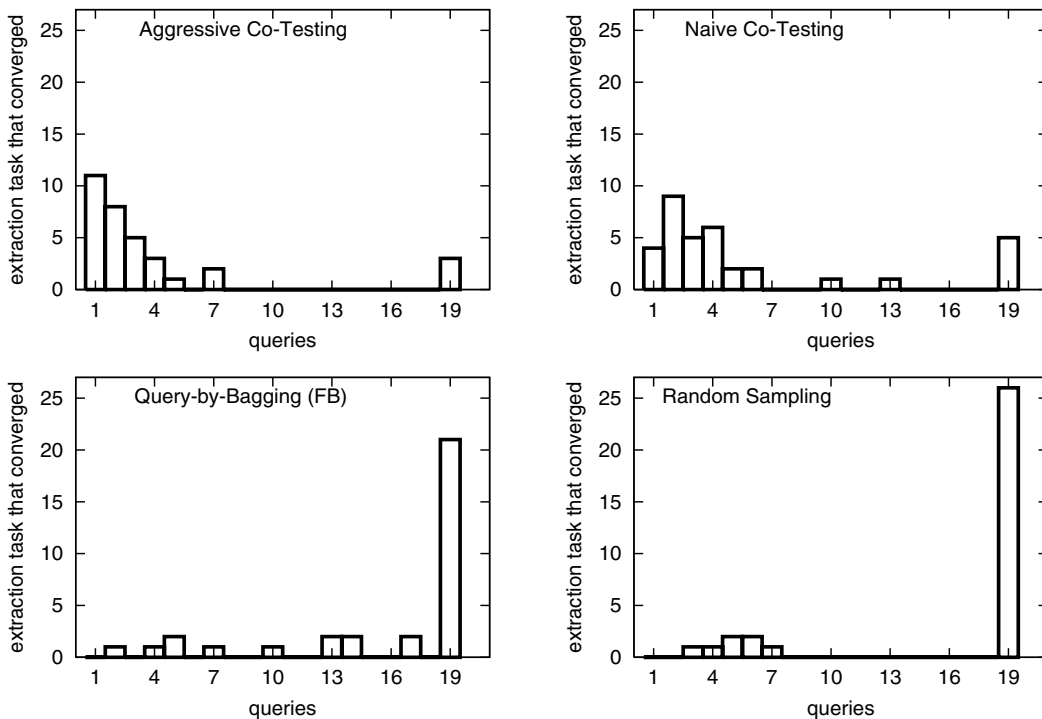 Aggressive Co-Testing
extraction task that converged
25
20
15
10
5
0
1 4 7 10 13 16 19
queries
Naive Co-Testing
extraction task that converged
25
20
15
10
5
0
1 4 7 10 13 16 19
queries
Query-by-Bagging (FB)
extraction task that converged
25
20
15
10
5
0
1 4 7 10 13 16 19
queries
Random Sampling
extraction task that converged
25
20
15
10
5
0
1 4 7 10 13 16 19
queries